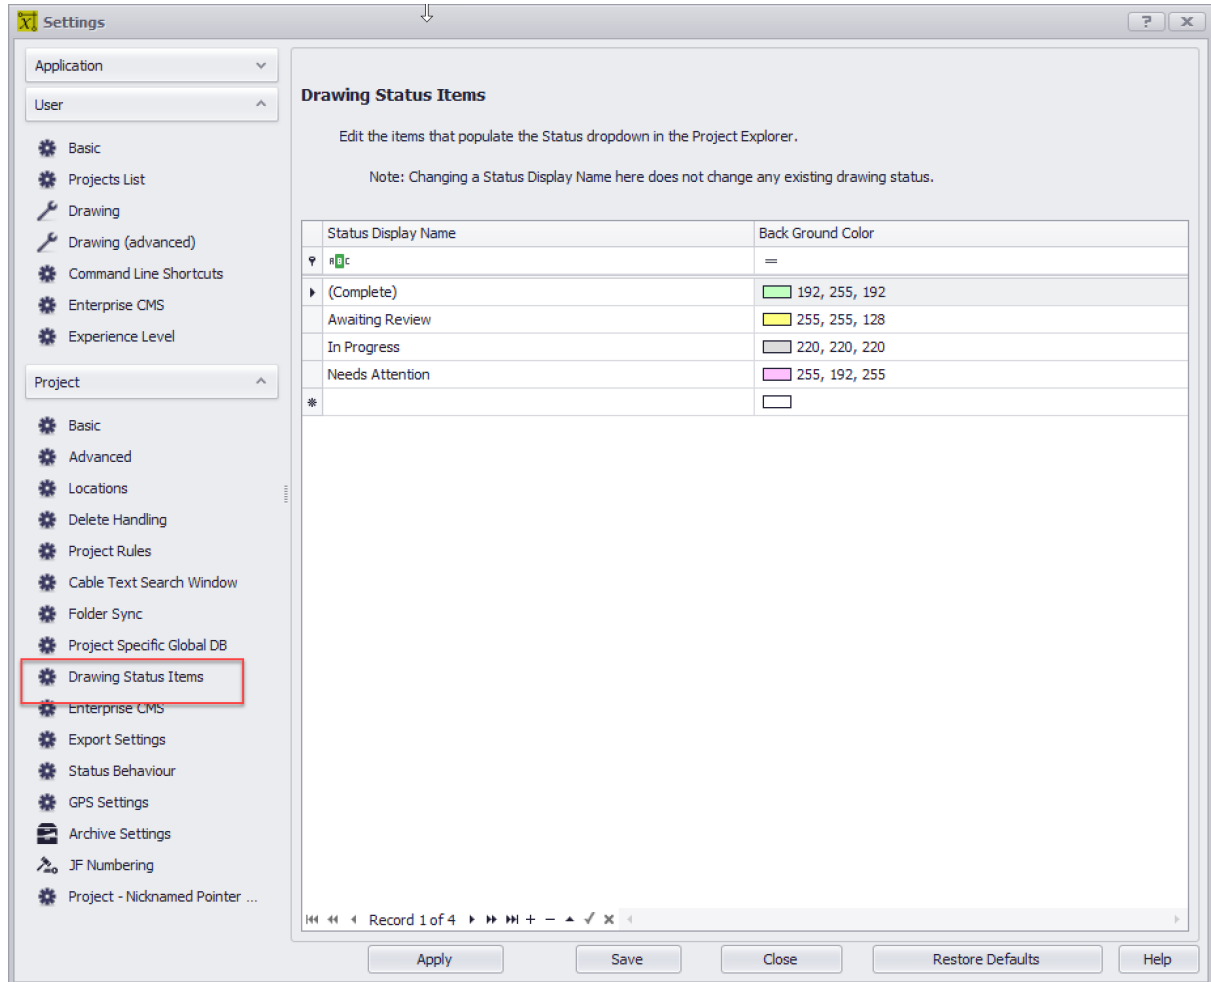 Settings
Application
User
Basic
Projects List
Drawing
Drawing (advanced)
Command Line Shortcuts
Enterprise CMS
Experience Level
Project
Basic
Advanced
Locations
Delete Handling
Project Rules
Cable Text Search Window
Folder Sync
Project Specific Global DB
Drawing Status Items
Enterprise CMS
Export Settings
Status Behaviour
GPS Settings
Archive Settings
JF Numbering
Project - Nicknamed Pointer ...
Drawing Status Items
Edit the items that populate the Status dropdown in the Project Explorer.
Note: Changing a Status Display Name here does not change any existing drawing status.
Status Display Name Back Ground Color
ABC =
(Complete) 192, 255, 192
Awaiting Review 255, 255, 128
In Progress 220, 220, 220
Needs Attention 255, 192, 255
Record 1 of 4
Apply Save Close Restore Defaults Help